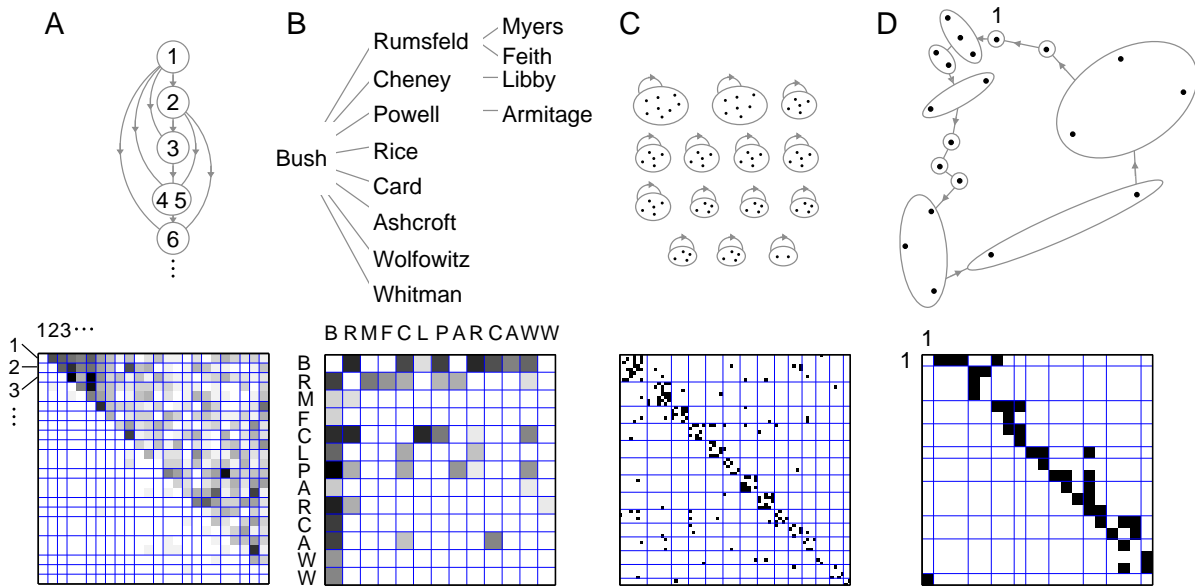 A
1
2
3
4 5
6
⋮
B
Bush
Rumsfeld
Cheney
Powell
Rice
Card
Ashcroft
Wolfowitz
Whitman
Myers
Feith
Libby
Armitage
C
D
1
123⋯
1
2
3
⋮
B R M F C L P A R C A W W
B
R
M
F
C
L
P
A
R
C
A
W
W
1
1